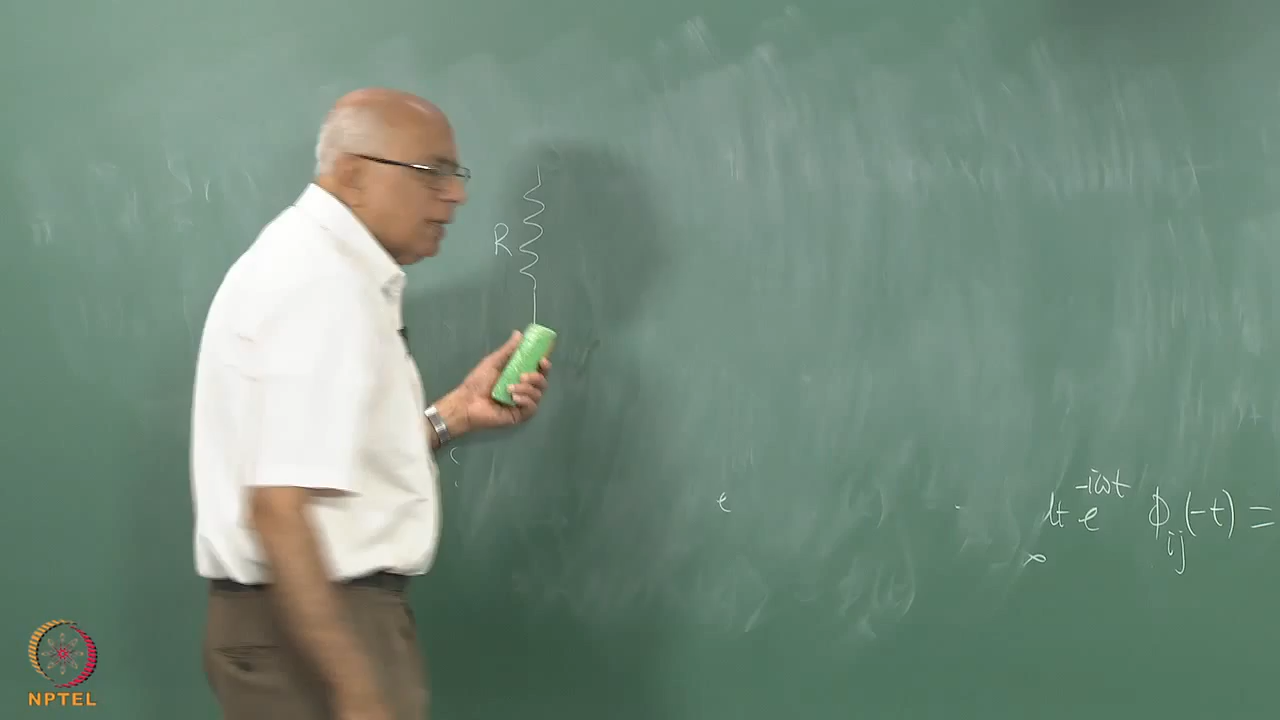 R
-iωt
dt e ϕ_ij(-t) =
∞
NPTEL